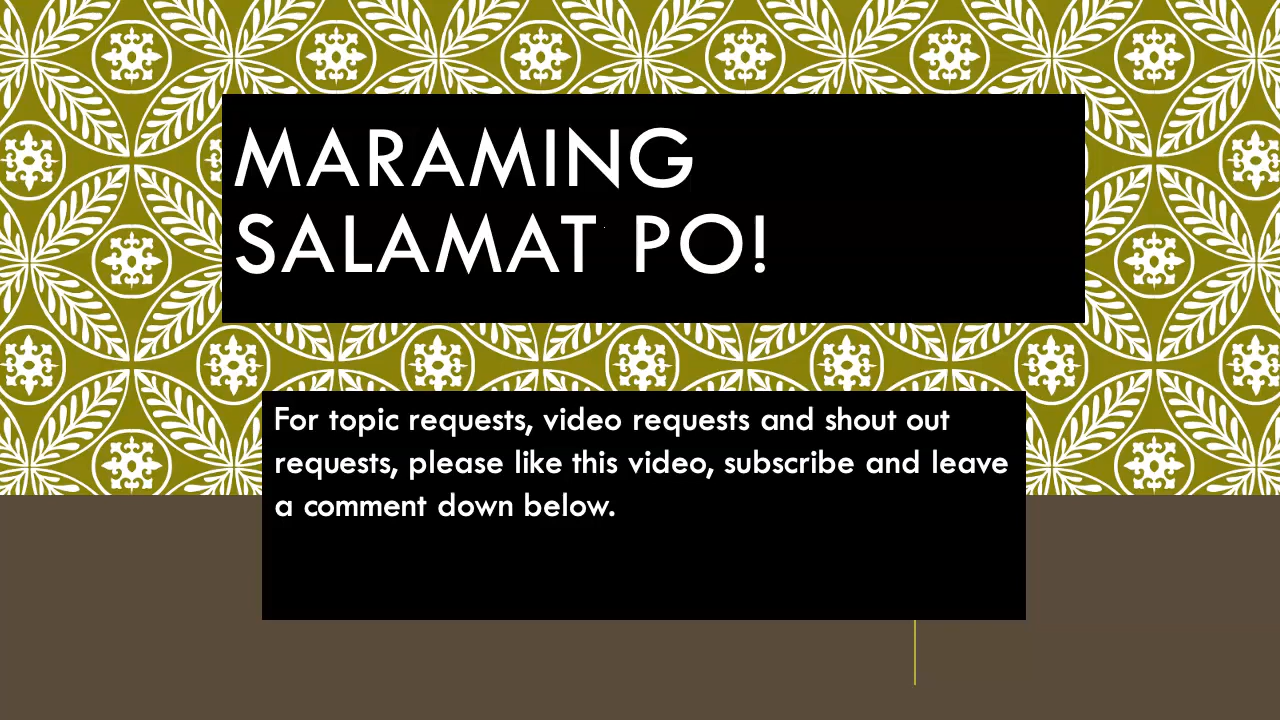 MARAMING
SALAMAT PO!
For topic requests, video requests and shout out
requests, please like this video, subscribe and leave
a comment down below.